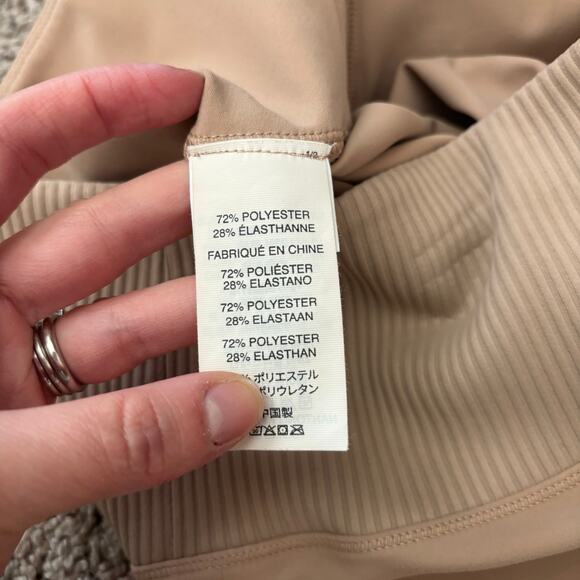 72% POLYESTER
28% ÉLASTHANNE
FABRIQUÉ EN CHINE
72% POLIÉSTER
28% ELASTANO
72% POLYESTER
28% ELASTAAN
72% POLYESTER
28% ELASTHAN
% ポリエステル
ポリウレタン
中国製